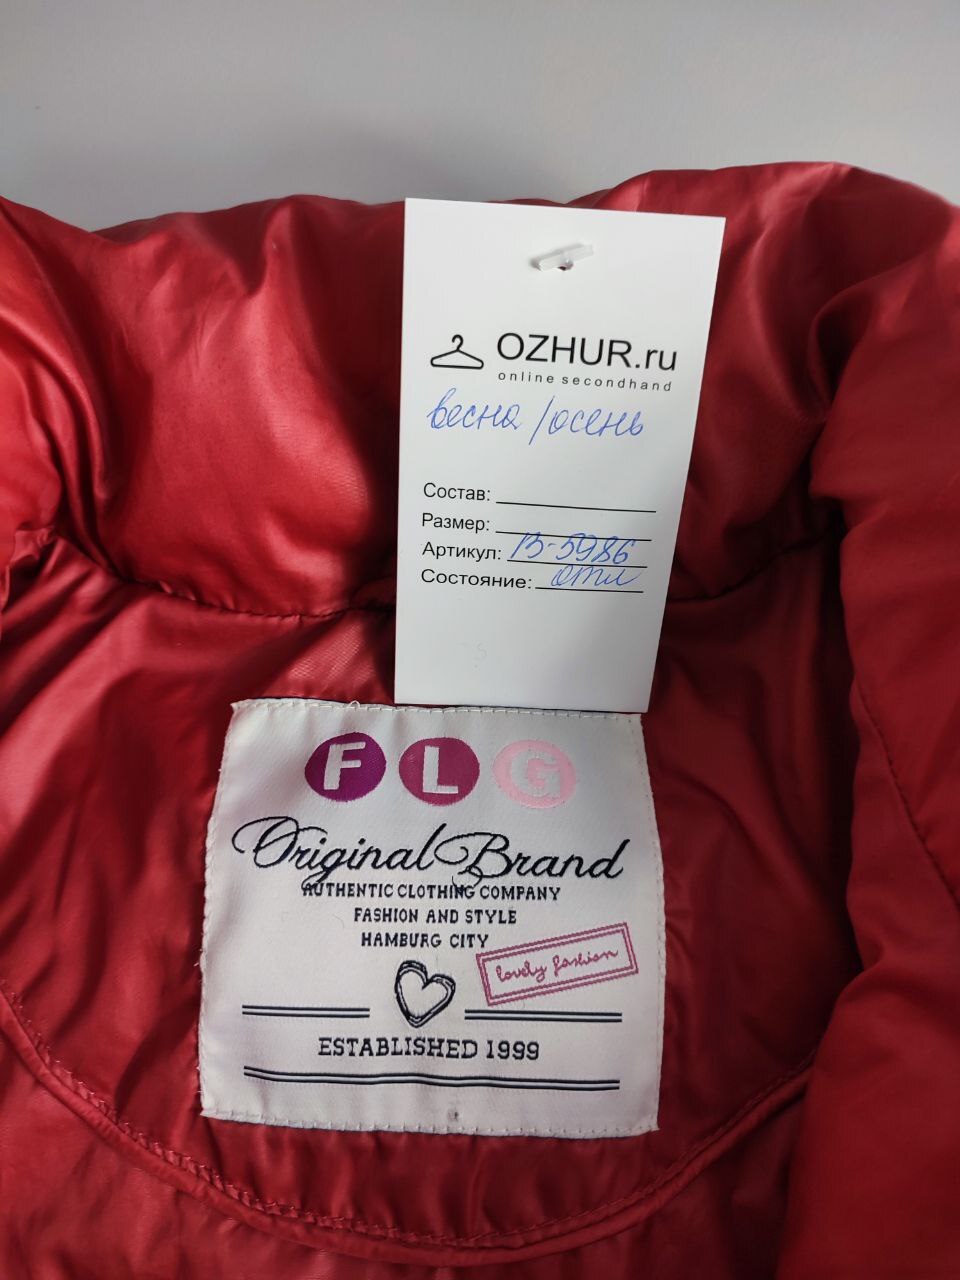 OZHUR.ru
online secondhand
весна/осень
Состав:
Размер:
Артикул: В-5986
Состояние: отл
FLG
Original Brand
AUTHENTIC CLOTHING COMPANY
FASHION AND STYLE
HAMBURG CITY
lovely fashion
ESTABLISHED 1999